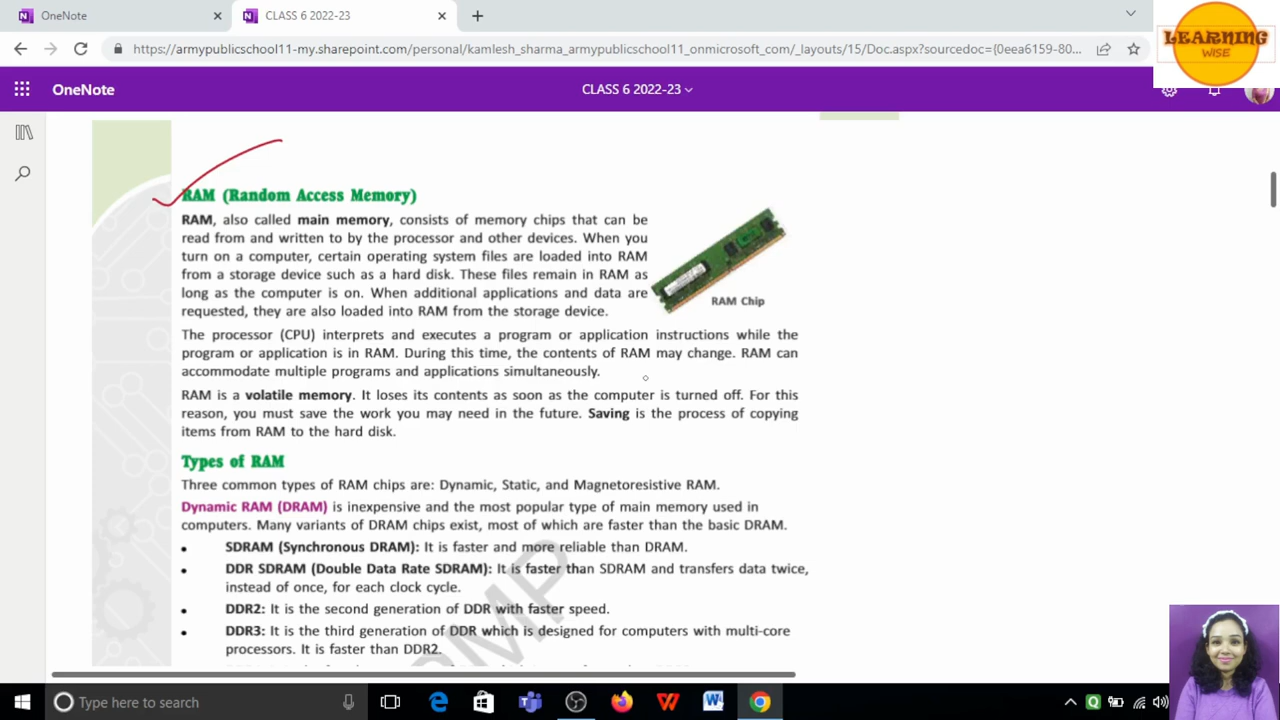 OneNote
CLASS 6 2022-23
https://armypublicschool11-my.sharepoint.com/personal/kamlesh_sharma_armypublicschool11_onmicrosoft_com/_layouts/15/Doc.aspx?sourcedoc={0eea6159-80...
LEARNING
WISE
OneNote
CLASS 6 2022-23
RAM (Random Access Memory)
RAM, also called main memory, consists of memory chips that can be
read from and written to by the processor and other devices. When you
turn on a computer, certain operating system files are loaded into RAM
from a storage device such as a hard disk. These files remain in RAM as
long as the computer is on. When additional applications and data are
requested, they are also loaded into RAM from the storage device.
RAM Chip
The processor (CPU) interprets and executes a program or application instructions while the
program or application is in RAM. During this time, the contents of RAM may change. RAM can
accommodate multiple programs and applications simultaneously.
RAM is a volatile memory. It loses its contents as soon as the computer is turned off. For this
reason, you must save the work you may need in the future. Saving is the process of copying
items from RAM to the hard disk.
Types of RAM
Three common types of RAM chips are: Dynamic, Static, and Magnetoresistive RAM.
Dynamic RAM (DRAM) is inexpensive and the most popular type of main memory used in
computers. Many variants of DRAM chips exist, most of which are faster than the basic DRAM.
• SDRAM (Synchronous DRAM): It is faster and more reliable than DRAM.
• DDR SDRAM (Double Data Rate SDRAM): It is faster than SDRAM and transfers data twice,
instead of once, for each clock cycle.
• DDR2: It is the second generation of DDR with faster speed.
• DDR3: It is the third generation of DDR which is designed for computers with multi-core
processors. It is faster than DDR2.
Type here to search